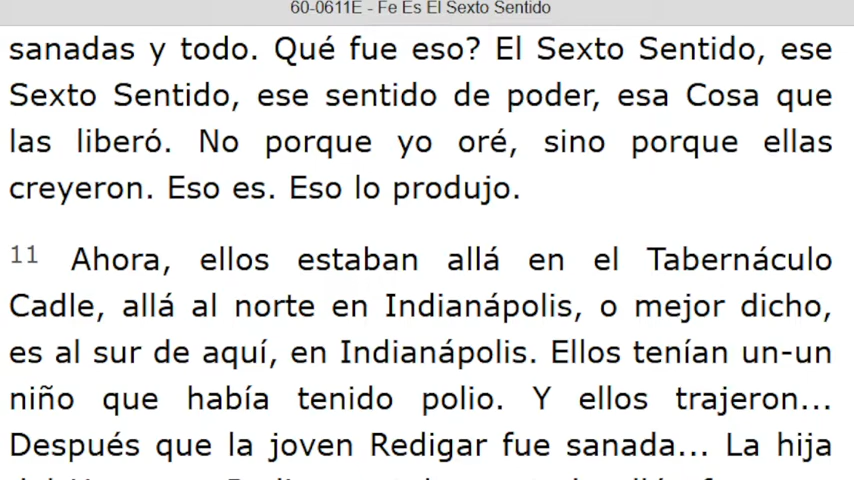 60-0611E - Fe Es El Sexto Sentido
sanadas y todo. Qué fue eso? El Sexto Sentido, ese
Sexto Sentido, ese sentido de poder, esa Cosa que
las liberó. No porque yo oré, sino porque ellas
creyeron. Eso es. Eso lo produjo.
11 Ahora, ellos estaban allá en el Tabernáculo
Cadle, allá al norte en Indianápolis, o mejor dicho,
es al sur de aquí, en Indianápolis. Ellos tenían un-un
niño que había tenido polio. Y ellos trajeron...
Después que la joven Redigar fue sanada... La hija